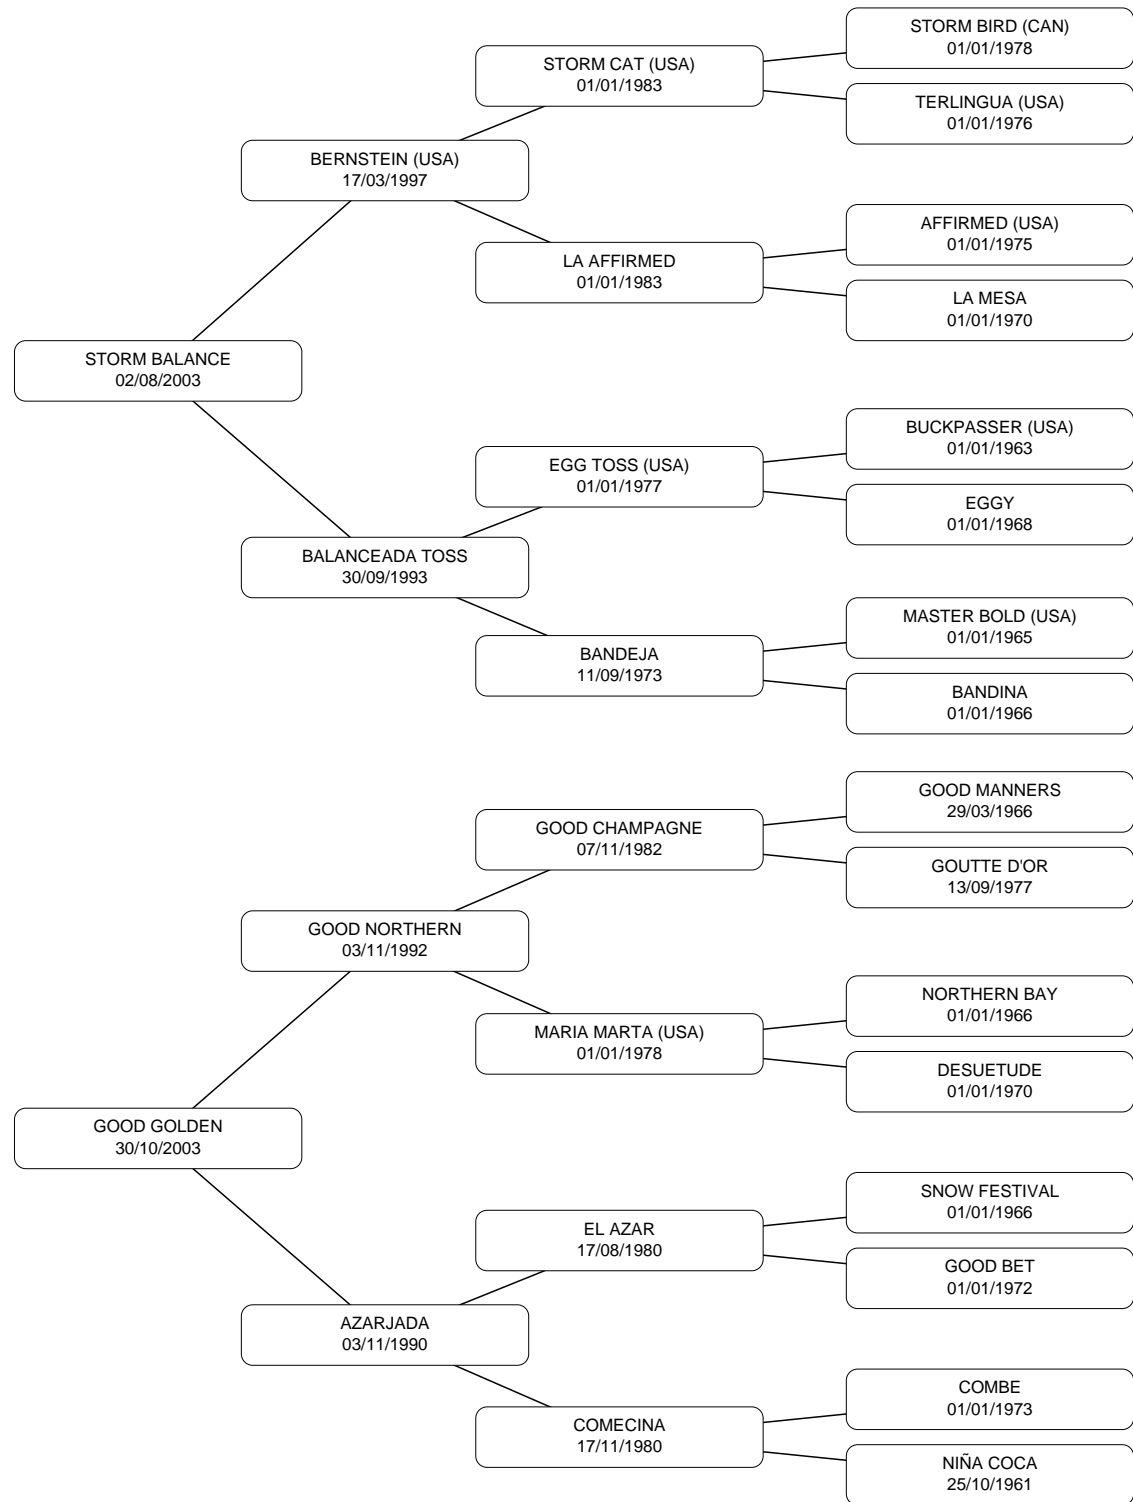 STORM BIRD (CAN)
01/01/1978
STORM CAT (USA)
01/01/1983
TERLINGUA (USA)
01/01/1976
BERNSTEIN (USA)
17/03/1997
AFFIRMED (USA)
01/01/1975
LA AFFIRMED
01/01/1983
LA MESA
01/01/1970
STORM BALANCE
02/08/2003
BUCKPASSER (USA)
01/01/1963
EGG TOSS (USA)
01/01/1977
EGGY
01/01/1968
BALANCEADA TOSS
30/09/1993
MASTER BOLD (USA)
01/01/1965
BANDEJA
11/09/1973
BANDINA
01/01/1966
GOOD MANNERS
29/03/1966
GOOD CHAMPAGNE
07/11/1982
GOUTTE D'OR
13/09/1977
GOOD NORTHERN
03/11/1992
NORTHERN BAY
01/01/1966
MARIA MARTA (USA)
01/01/1978
DESUETUDE
01/01/1970
GOOD GOLDEN
30/10/2003
SNOW FESTIVAL
01/01/1966
EL AZAR
17/08/1980
GOOD BET
01/01/1972
AZARJADA
03/11/1990
COMBE
01/01/1973
COMECINA
17/11/1980
NIÑA COCA
25/10/1961